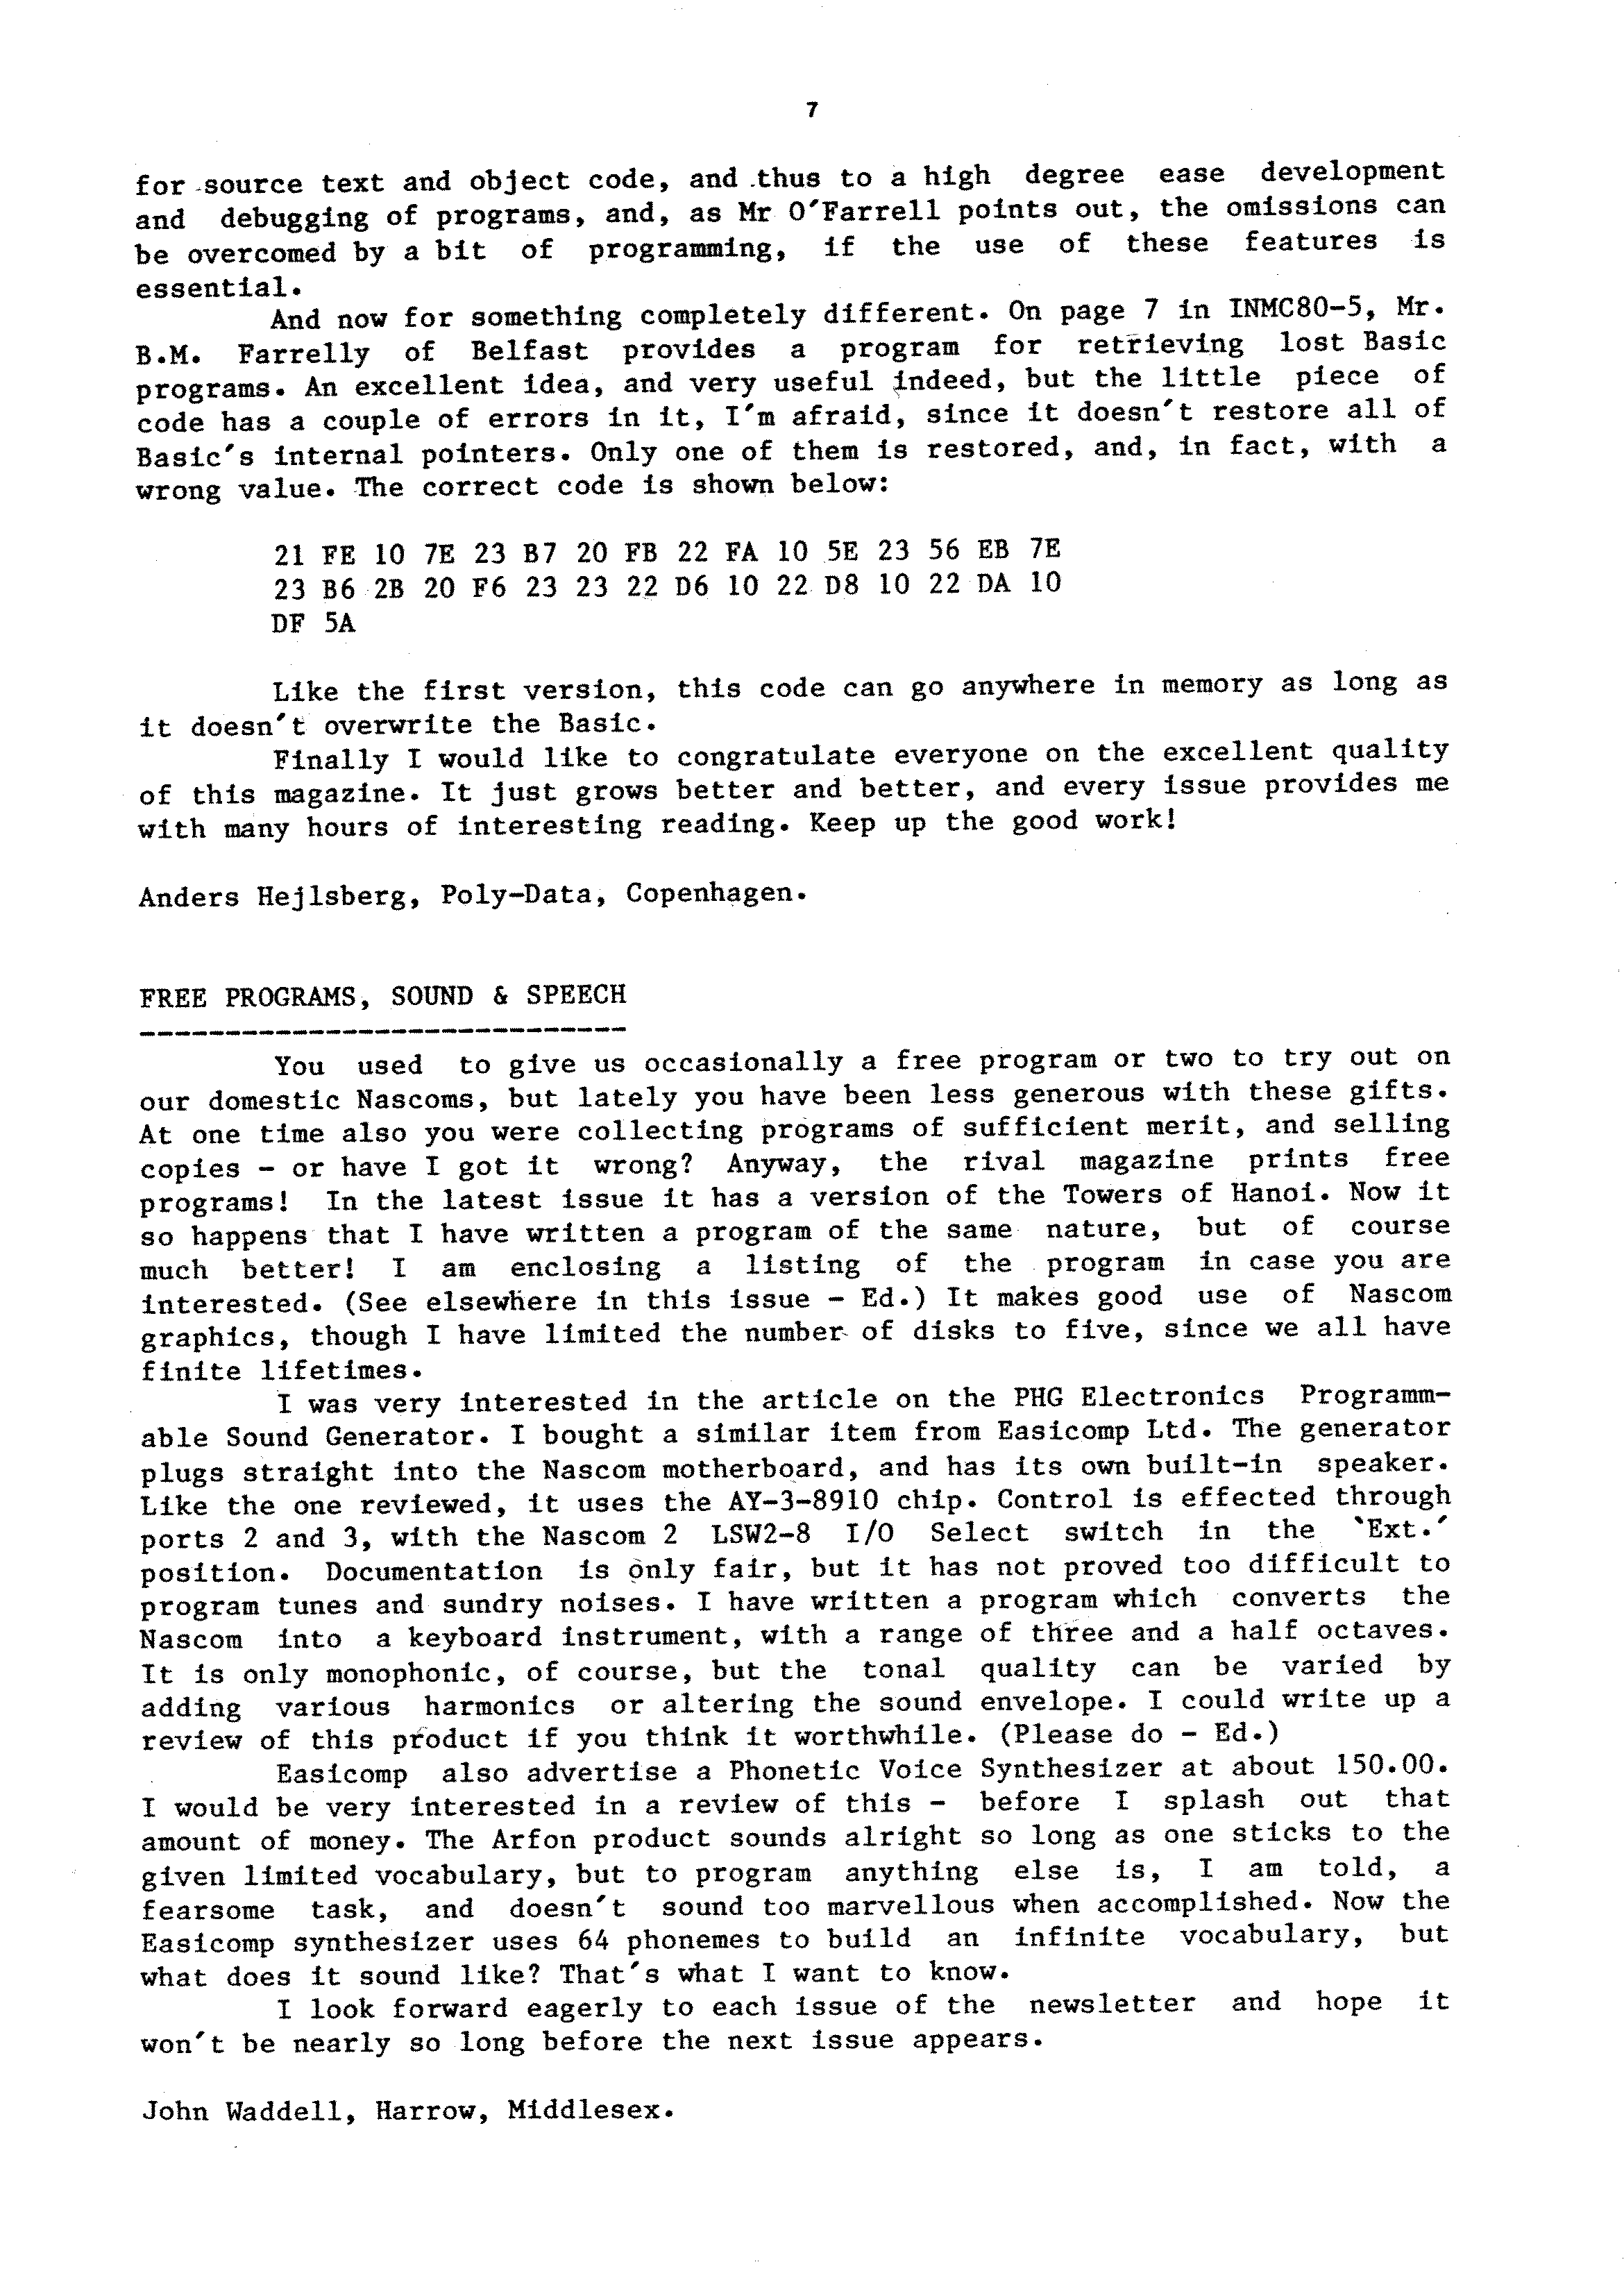 7
for source text and object code, and thus to a high degree ease development
and debugging of programs, and, as Mr O'Farrell points out, the omissions can
be overcomed by a bit of programming, if the use of these features is
essential.
And now for something completely different. On page 7 in INMC80-5, Mr.
B.M. Farrelly of Belfast provides a program for retrieving lost Basic
programs. An excellent idea, and very useful indeed, but the little piece of
code has a couple of errors in it, I'm afraid, since it doesn't restore all of
Basic's internal pointers. Only one of them is restored, and, in fact, with a
wrong value. The correct code is shown below:
21 FE 10 7E 23 B7 20 FB 22 FA 10 5E 23 56 EB 7E
23 B6 2B 20 F6 23 23 22 D6 10 22 D8 10 22 DA 10
DF 5A
Like the first version, this code can go anywhere in memory as long as
it doesn't overwrite the Basic.
Finally I would like to congratulate everyone on the excellent quality
of this magazine. It just grows better and better, and every issue provides me
with many hours of interesting reading. Keep up the good work!
Anders Hejlsberg, Poly-Data, Copenhagen.
FREE PROGRAMS, SOUND & SPEECH
-----------------------------
You used to give us occasionally a free program or two to try out on
our domestic Nascoms, but lately you have been less generous with these gifts.
At one time also you were collecting programs of sufficient merit, and selling
copies - or have I got it wrong? Anyway, the rival magazine prints free
programs! In the latest issue it has a version of the Towers of Hanoi. Now it
so happens that I have written a program of the same nature, but of course
much better! I am enclosing a listing of the program in case you are
interested. (See elsewhere in this issue - Ed.) It makes good use of Nascom
graphics, though I have limited the number of disks to five, since we all have
finite lifetimes.
I was very interested in the article on the PHG Electronics Programm-
able Sound Generator. I bought a similar item from Easicomp Ltd. The generator
plugs straight into the Nascom motherboard, and has its own built-in speaker.
Like the one reviewed, it uses the AY-3-8910 chip. Control is effected through
ports 2 and 3, with the Nascom 2 LSW2-8 I/O Select switch in the `Ext.'
position. Documentation is only fair, but it has not proved too difficult to
program tunes and sundry noises. I have written a program which converts the
Nascom into a keyboard instrument, with a range of three and a half octaves.
It is only monophonic, of course, but the tonal quality can be varied by
adding various harmonics or altering the sound envelope. I could write up a
review of this product if you think it worthwhile. (Please do - Ed.)
Easicomp also advertise a Phonetic Voice Synthesizer at about 150.00.
I would be very interested in a review of this - before I splash out that
amount of money. The Arfon product sounds alright so long as one sticks to the
given limited vocabulary, but to program anything else is, I am told, a
fearsome task, and doesn't sound too marvellous when accomplished. Now the
Easicomp synthesizer uses 64 phonemes to build an infinite vocabulary, but
what does it sound like? That's what I want to know.
I look forward eagerly to each issue of the newsletter and hope it
won't be nearly so long before the next issue appears.
John Waddell, Harrow, Middlesex.